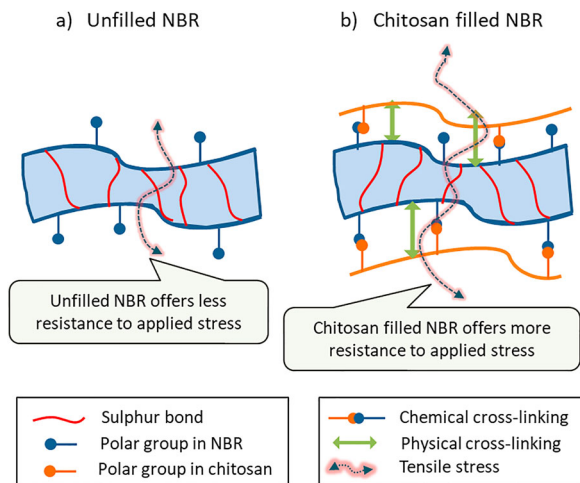 a) Unfilled NBR
b) Chitosan filled NBR
Unfilled NBR offers less
resistance to applied stress
Chitosan filled NBR offers more
resistance to applied stress
Sulphur bond
Polar group in NBR
Polar group in chitosan
Chemical cross-linking
Physical cross-linking
Tensile stress